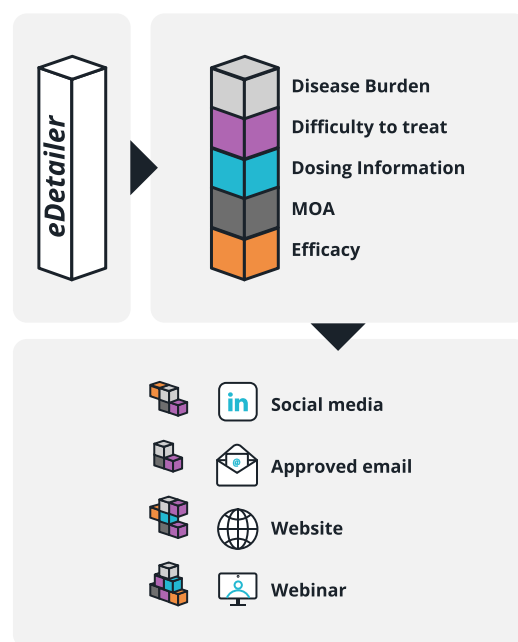 eDetailer
Disease Burden
Difficulty to treat
Dosing Information
MOA
Efficacy
in
Social media
@
Approved email
Website
Webinar